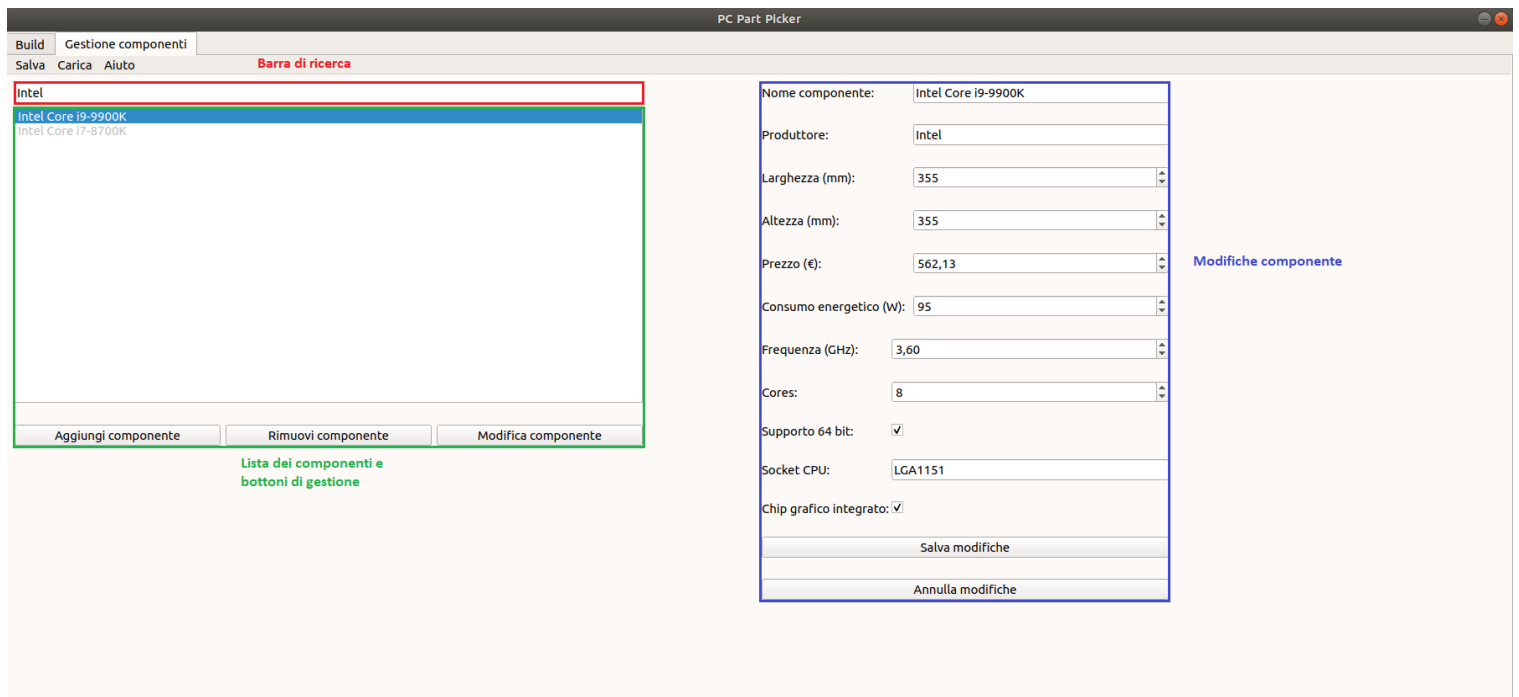 PC Part Picker
Build Gestione componenti
Salva Carica Aiuto
Barra di ricerca
Intel
Intel Core i9-9900K
Intel Core i7-8700K
Aggiungi componente Rimuovi componente Modifica componente
Lista dei componenti e
bottoni di gestione
Nome componente: Intel Core i9-9900K
Produttore: Intel
Larghezza (mm): 355
Altezza (mm): 355
Prezzo (€): 562,13
Consumo energetico (W): 95
Frequenza (GHz): 3,60
Cores: 8
Supporto 64 bit:
Socket CPU: LGA1151
Chip grafico integrato:
Salva modifiche
Annulla modifiche
Modifiche componente